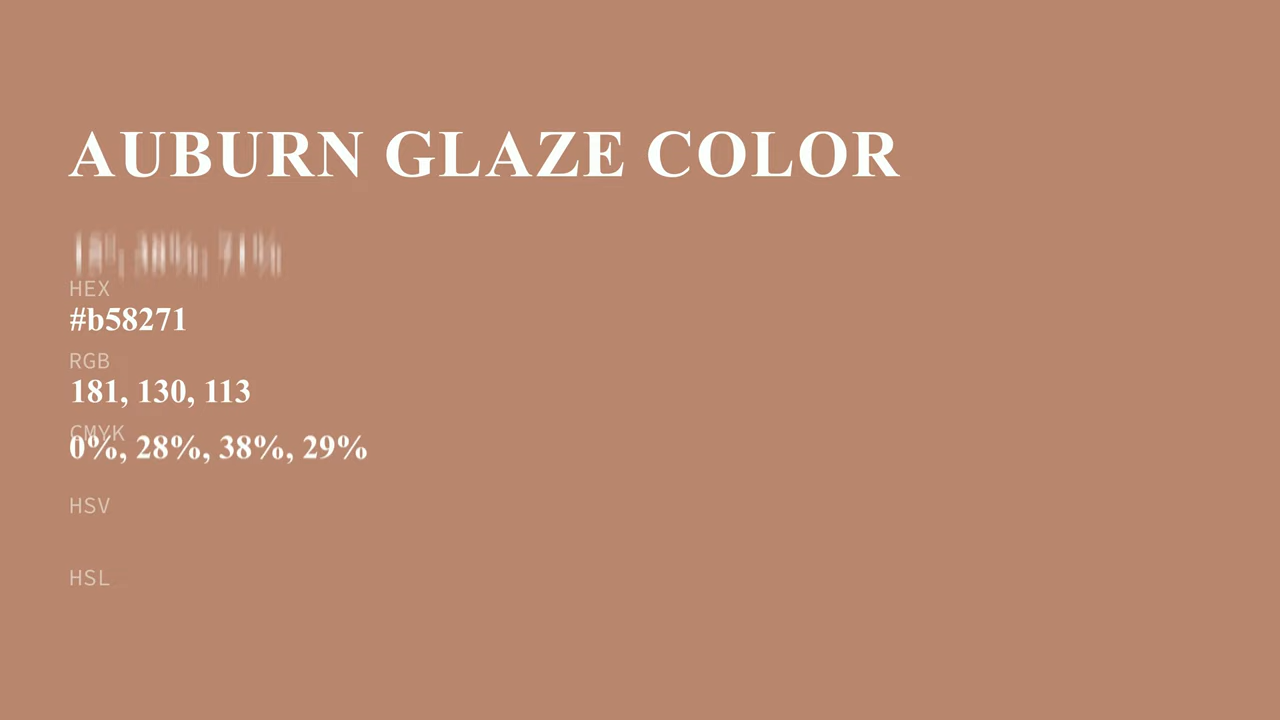 AUBURN GLAZE COLOR
HEX
#b58271
RGB
181, 130, 113
CMYK
0%, 28%, 38%, 29%
HSV
HSL